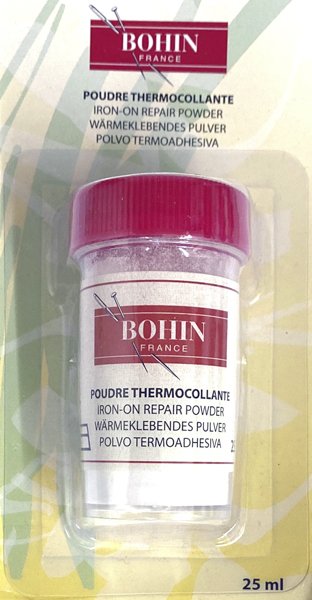 BOHIN
FRANCE
POUDRE THERMOCOLLANTE
IRON-ON REPAIR POWDER
WÄRMEKLEBENDES PULVER
POLVO TERMOADHESIVA
BOHIN
FRANCE
POUDRE THERMOCOLLANTE
IRON-ON REPAIR POWDER
WÄRMEKLEBENDES PULVER
POLVO TERMOADHESIVA
25 ml